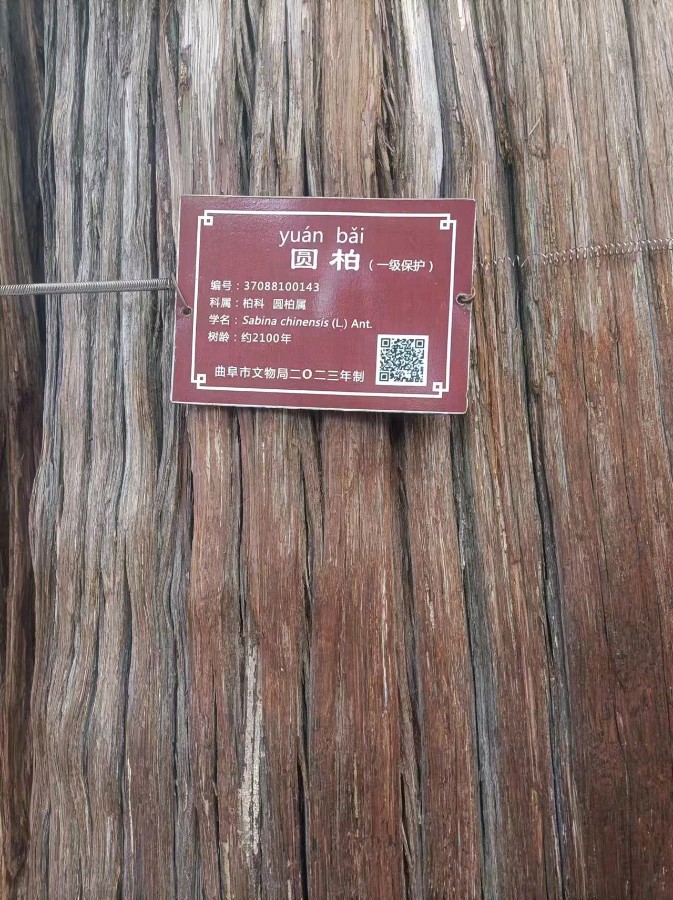 yuán bǎi
圆柏（一级保护）
编号：37088100143
科属：柏科 圆柏属
学名：Sabina chinensis (L.) Ant.
树龄：约2100年
曲阜市文物局二O二三年制